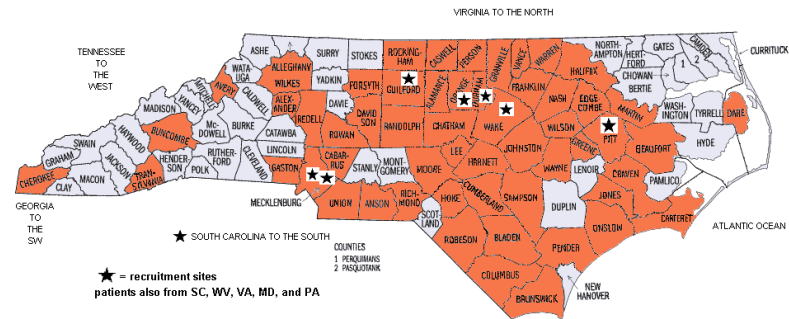 VIRGINIA TO THE NORTH
TENNESSEE
TO THE
WEST
ASHE
ALLEGHANY
SURRY
STOKES
ROCKING-
HAM
CASWELL
PERSON
GRANVILLE
VANCE
WARREN
NORTH-
AMPTON
HERT-
FORD
GATES
CAMDEN
CURRITUCK
1
2
WATA-
UGA
WILKES
YADKIN
FORSYTH
GUILFORD
ALAMANCE
ORANGE
DURHAM
FRANKLIN
HALIFAX
CHOWAN
BERTIE
AVERY
MITCHELL
CALDWELL
ALEX-
ANDER
IREDELL
DAVIE
DAVID
SON
RANDOLPH
CHATHAM
WAKE
NASH
EDGE
COMBE
MARTIN
WASH-
INGTON
TYRRELL
DARE
MADISON
YANCEY
BURKE
CATAWBA
ROWAN
WILSON
PITT
BEAUFORT
HYDE
HAYWOOD
BUNCOMBE
Mc-
DOWELL
LINCOLN
CABAR-
RUS
STANLY
MONT-
GOMERY
MOORE
LEE
HARNETT
JOHNSTON
WAYNE
GREENE
LENOIR
CRAVEN
PAMLICO
SWAIN
GRAHAM
JACKSON
HENDER-
SON
RUTHER-
FORD
CLEVELAND
GASTON
CHEROKEE
CLAY
MACON
TRAN-
SYLVANIA
POLK
MECKLENBURG
UNION
ANSON
RICH-
MOND
HOKE
CUMBERLAND
SAMPSON
DUPLIN
JONES
CARTERET
SCOT-
LAND
ROBESON
BLADEN
PENDER
ONSLOW
COLUMBUS
BRUNSWICK
NEW
HANOVER
GEORGIA
TO THE
SW
ATLANTIC OCEAN
SOUTH CAROLINA TO THE SOUTH
COUNTIES
1 PERQUIMANS
2 PASQUOTANK
= recruitment sites
patients also from SC, WV, VA, MD, and PA